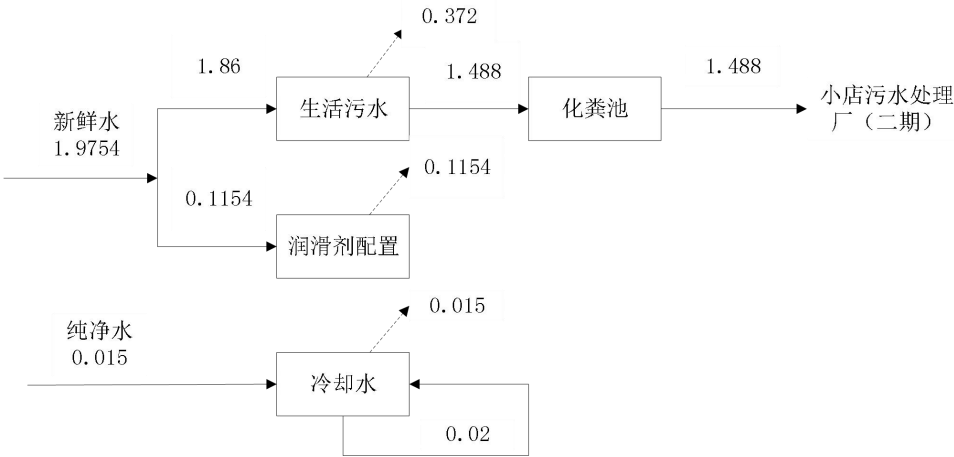 0.372
1.86
1.488
1.488
生活污水
化粪池
小店污水处理
厂（二期）
新鲜水
1.9754
0.1154
0.1154
润滑剂配置
0.015
纯净水
0.015
冷却水
0.02